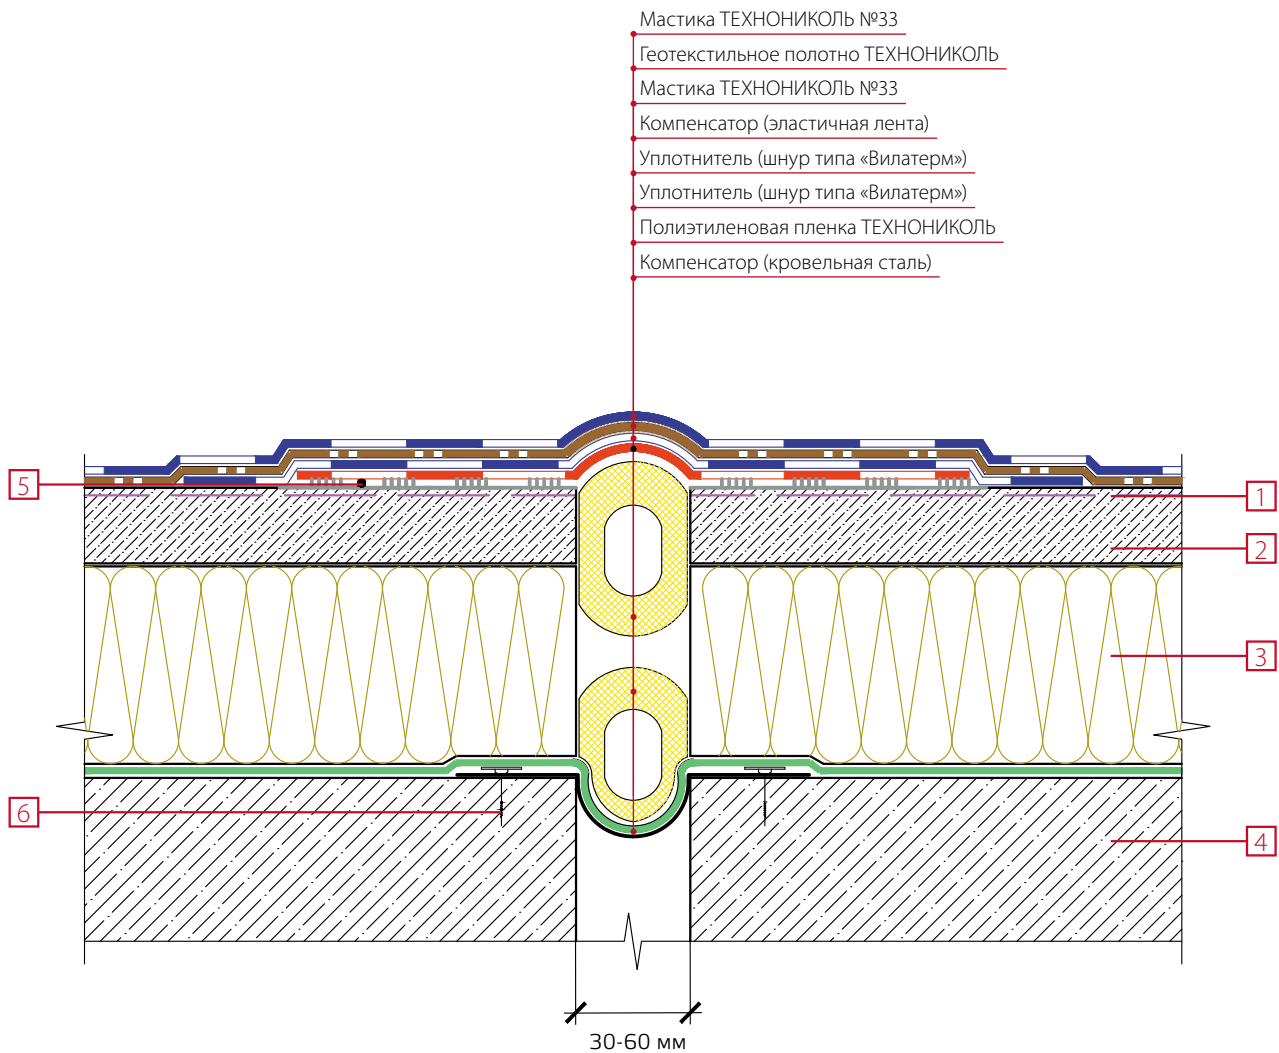 Мастика ТЕХНОНИКОЛЬ №33
Геотекстильное полотно ТЕХНОНИКОЛЬ
Мастика ТЕХНОНИКОЛЬ №33
Компенсатор (эластичная лента)
Уплотнитель (шнур типа «Вилатерм»)
Уплотнитель (шнур типа «Вилатерм»)
Полиэтиленовая пленка ТЕХНОНИКОЛЬ
Компенсатор (кровельная сталь)
5
1
2
3
6
4
30-60 мм